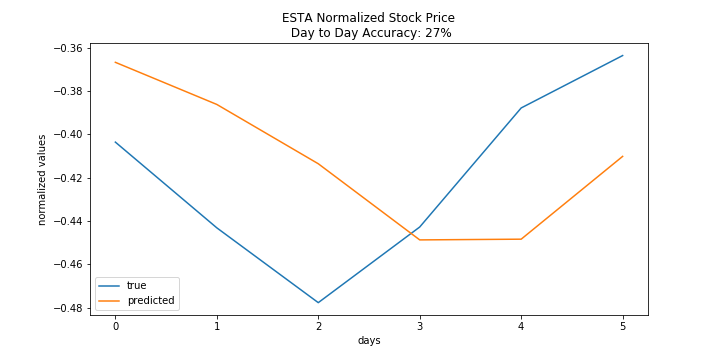 ESTA Normalized Stock Price
Day to Day Accuracy: 27%
−0.36
−0.38
−0.40
−0.42
−0.44
−0.46
−0.48
normalized values
true
predicted
0 1 2 3 4 5
days